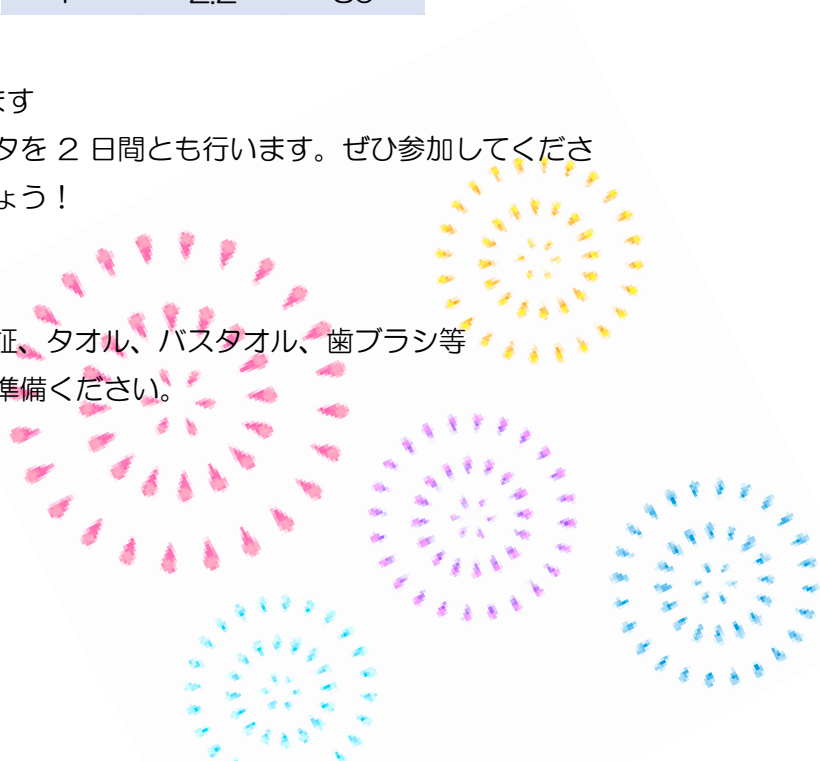 ます
タを 2 日間とも行います。ぜひ参加してくださ
ょう！
証、タオル、バスタオル、歯ブラシ等
準備ください。